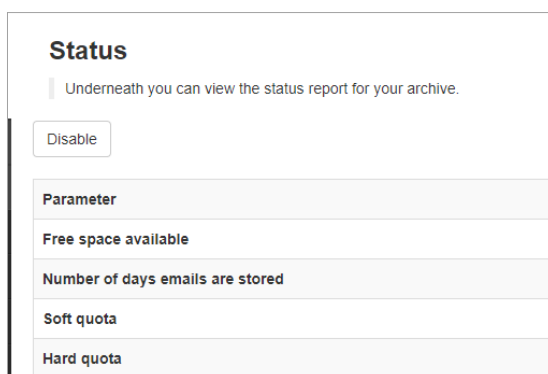 Status
Underneath you can view the status report for your archive.
Disable
Parameter
Free space available
Number of days emails are stored
Soft quota
Hard quota